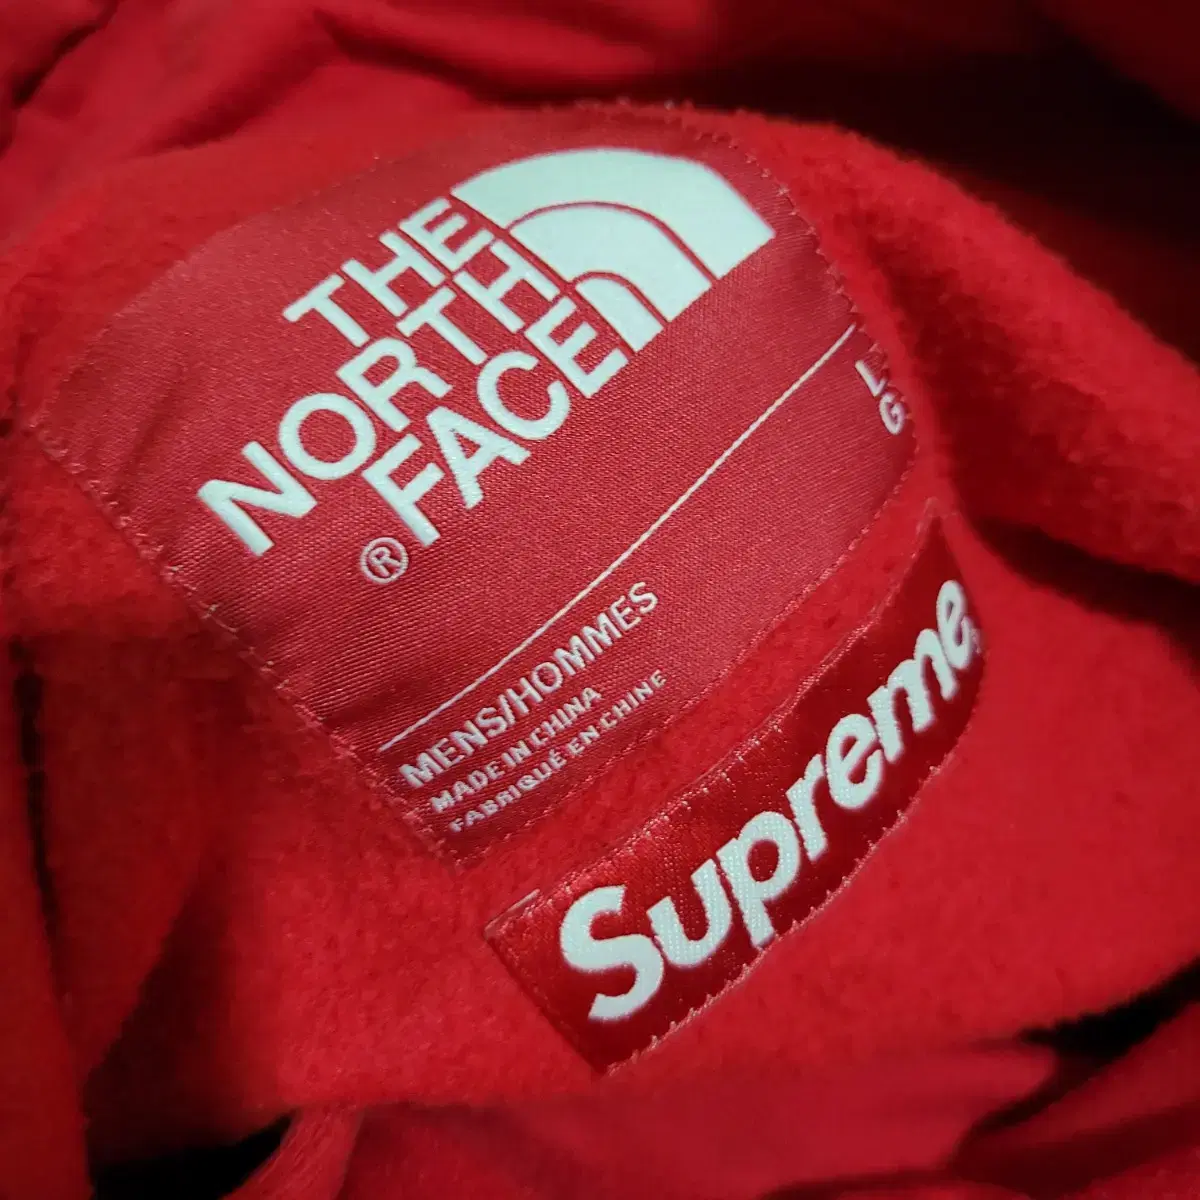 THE
NORTH
FACE
®
L
G
MENS/HOMMES
MADE IN CHINA
FABRIQUÉ EN CHINE
Supreme